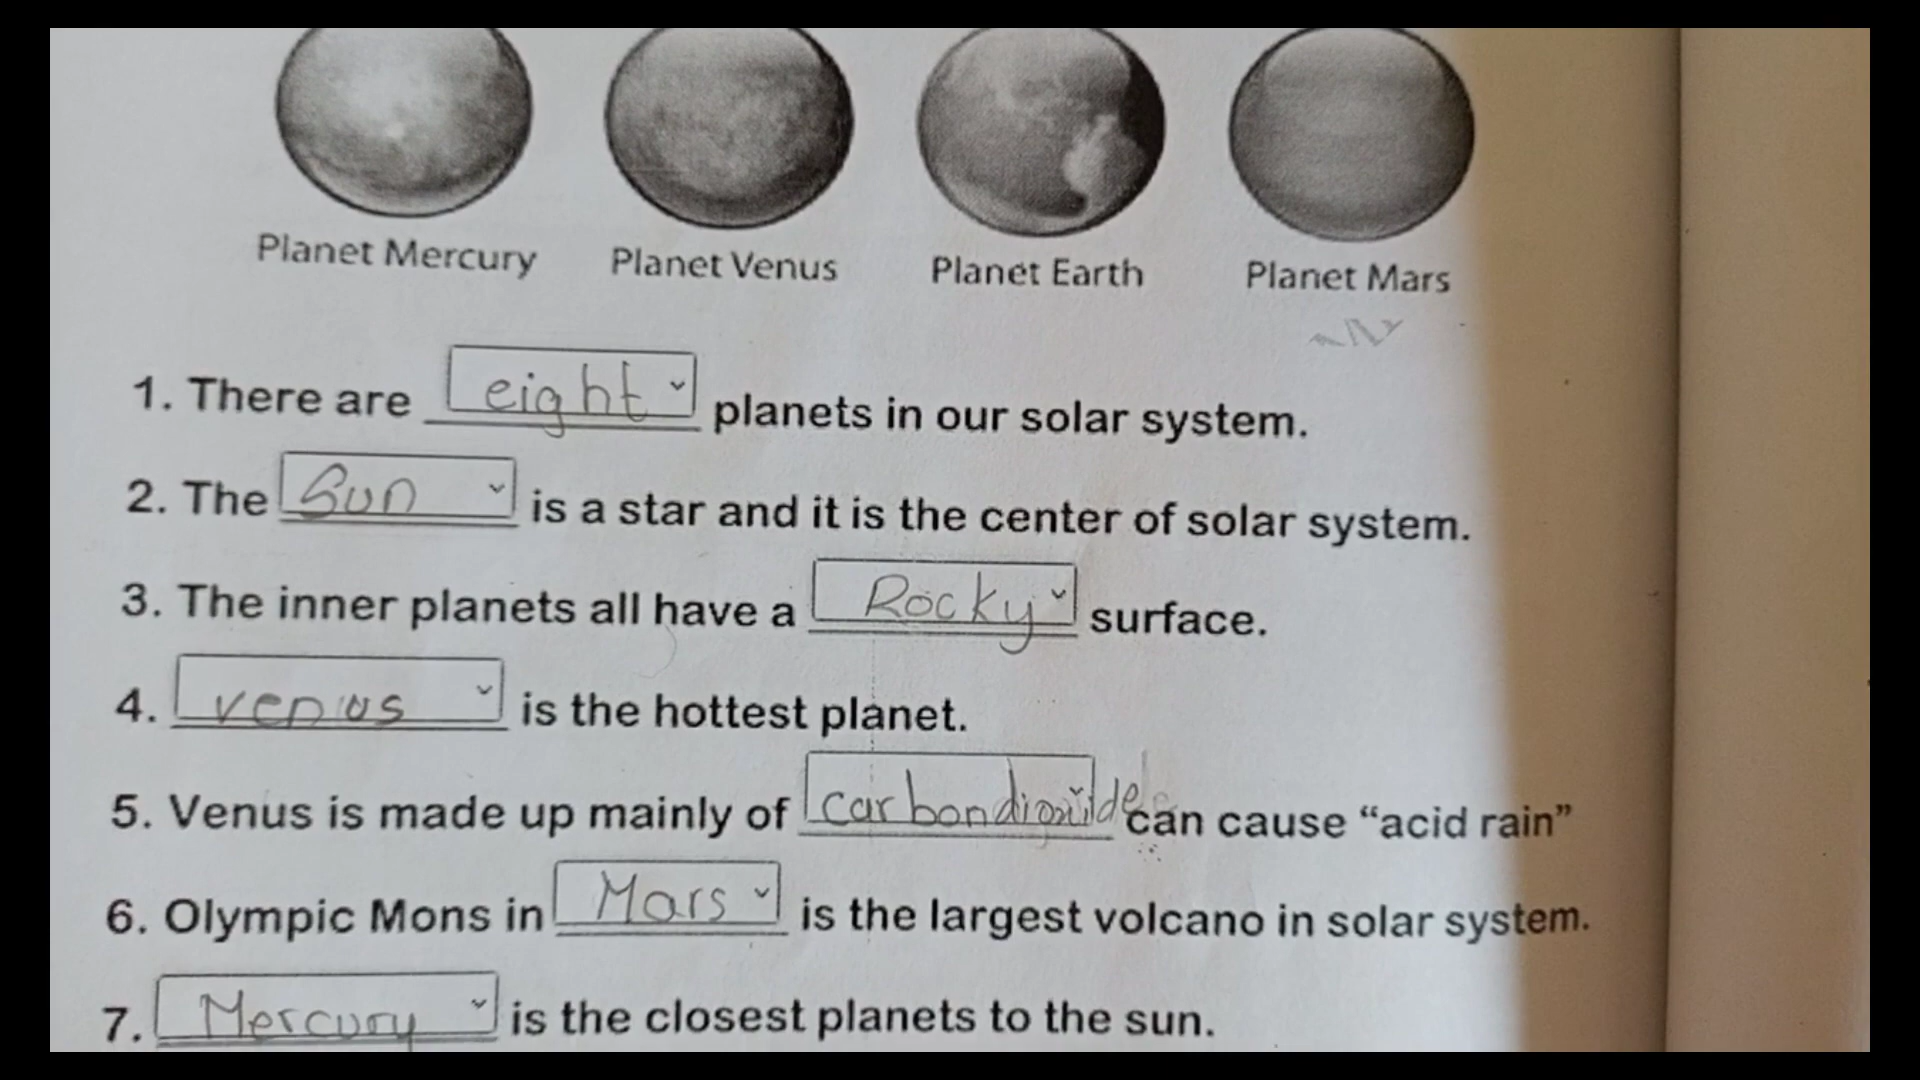 Planet Mercury Planet Venus Planet Earth Planet Mars
1. There are eight planets in our solar system.
2. The Sun is a star and it is the center of solar system.
3. The inner planets all have a Rocky surface.
4. venus is the hottest planet.
5. Venus is made up mainly of carbondioxide can cause “acid rain”
6. Olympic Mons in Mars is the largest volcano in solar system.
7. Mercury is the closest planets to the sun.